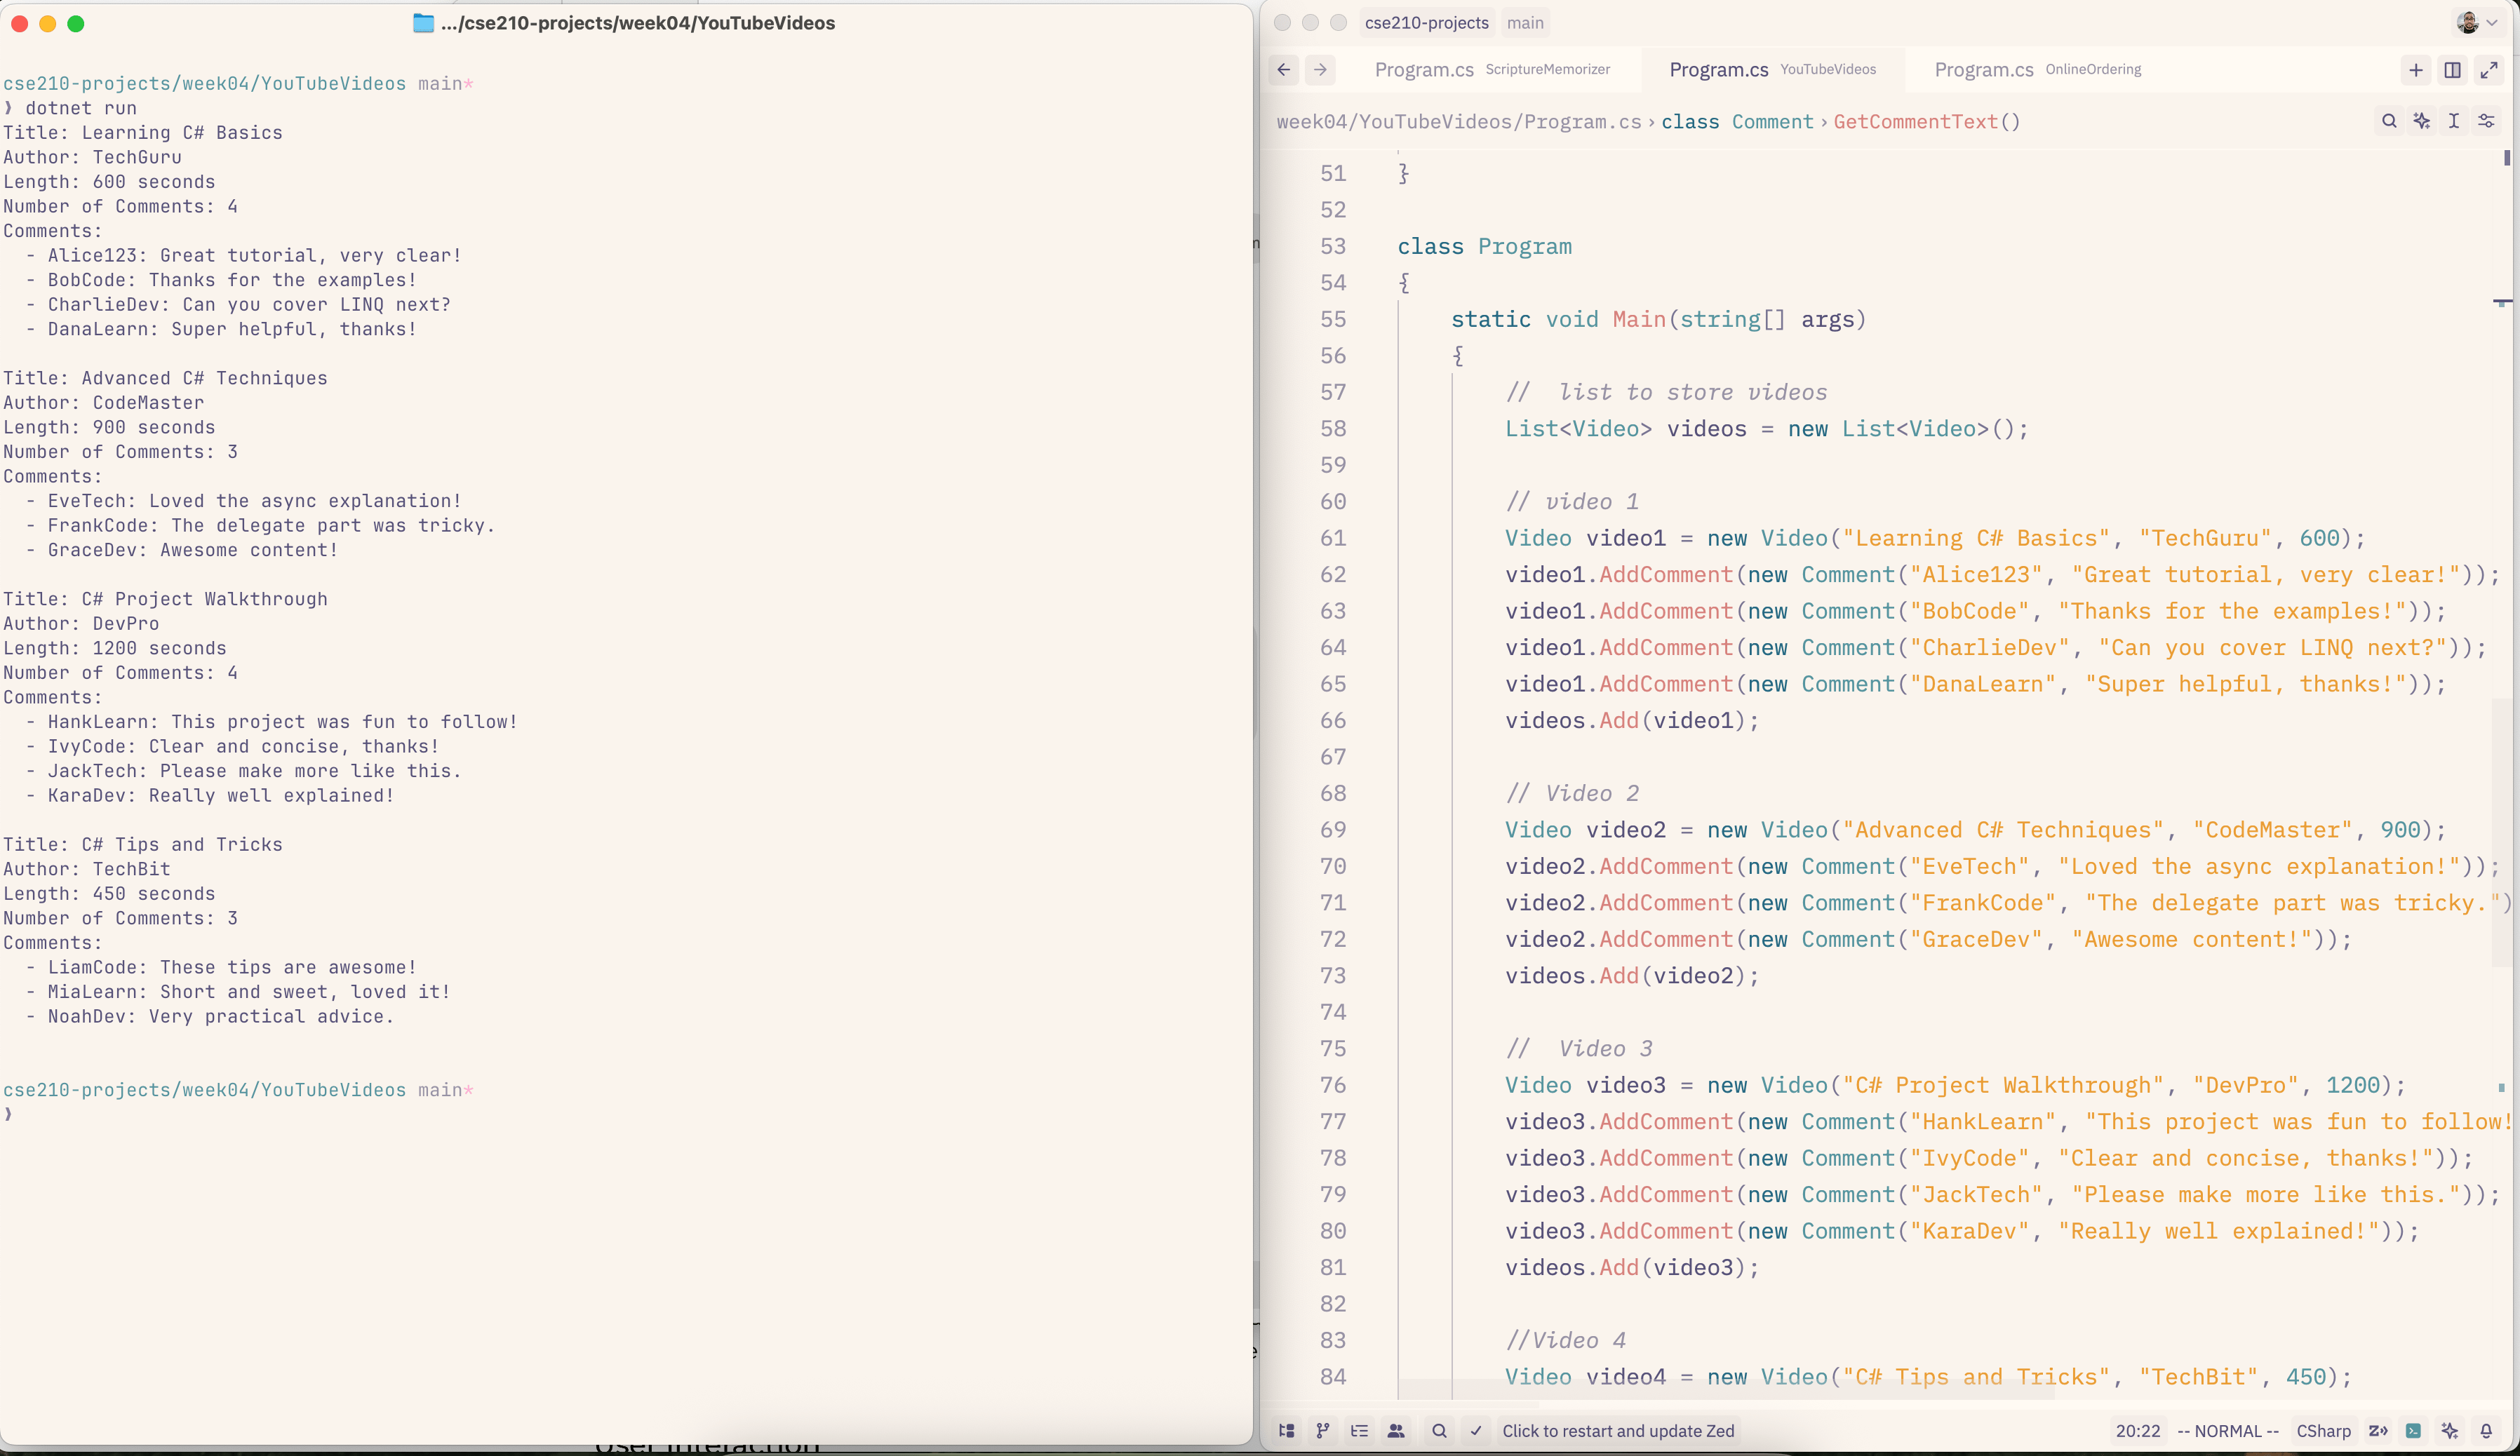 .../cse210-projects/week04/YouTubeVideos
cse210-projects/week04/YouTubeVideos main*
❯ dotnet run
Title: Learning C# Basics
Author: TechGuru
Length: 600 seconds
Number of Comments: 4
Comments:
- Alice123: Great tutorial, very clear!
- BobCode: Thanks for the examples!
- CharlieDev: Can you cover LINQ next?
- DanaLearn: Super helpful, thanks!
Title: Advanced C# Techniques
Author: CodeMaster
Length: 900 seconds
Number of Comments: 3
Comments:
- EveTech: Loved the async explanation!
- FrankCode: The delegate part was tricky.
- GraceDev: Awesome content!
Title: C# Project Walkthrough
Author: DevPro
Length: 1200 seconds
Number of Comments: 4
Comments:
- HankLearn: This project was fun to follow!
- IvyCode: Clear and concise, thanks!
- JackTech: Please make more like this.
- KaraDev: Really well explained!
Title: C# Tips and Tricks
Author: TechBit
Length: 450 seconds
Number of Comments: 3
Comments:
- LiamCode: These tips are awesome!
- MiaLearn: Short and sweet, loved it!
- NoahDev: Very practical advice.
cse210-projects/week04/YouTubeVideos main*
❯
cse210-projects main
Program.cs ScriptureMemorizer Program.cs YouTubeVideos Program.cs OnlineOrdering
week04/YouTubeVideos/Program.cs › class Comment › GetCommentText()
51 }
52
53 class Program
54 {
55 static void Main(string[] args)
56 {
57 //  list to store videos
58 List<Video> videos = new List<Video>();
59
60 // video 1
61 Video video1 = new Video("Learning C# Basics", "TechGuru", 600);
62 video1.AddComment(new Comment("Alice123", "Great tutorial, very clear!"));
63 video1.AddComment(new Comment("BobCode", "Thanks for the examples!"));
64 video1.AddComment(new Comment("CharlieDev", "Can you cover LINQ next?"));
65 video1.AddComment(new Comment("DanaLearn", "Super helpful, thanks!"));
66 videos.Add(video1);
67
68 // Video 2
69 Video video2 = new Video("Advanced C# Techniques", "CodeMaster", 900);
70 video2.AddComment(new Comment("EveTech", "Loved the async explanation!"));
71 video2.AddComment(new Comment("FrankCode", "The delegate part was tricky.")
72 video2.AddComment(new Comment("GraceDev", "Awesome content!"));
73 videos.Add(video2);
74
75 //  Video 3
76 Video video3 = new Video("C# Project Walkthrough", "DevPro", 1200);
77 video3.AddComment(new Comment("HankLearn", "This project was fun to follow!
78 video3.AddComment(new Comment("IvyCode", "Clear and concise, thanks!"));
79 video3.AddComment(new Comment("JackTech", "Please make more like this."));
80 video3.AddComment(new Comment("KaraDev", "Really well explained!"));
81 videos.Add(video3);
82
83 //Video 4
84 Video video4 = new Video("C# Tips and Tricks", "TechBit", 450);
Click to restart and update Zed 20:22 -- NORMAL -- CSharp